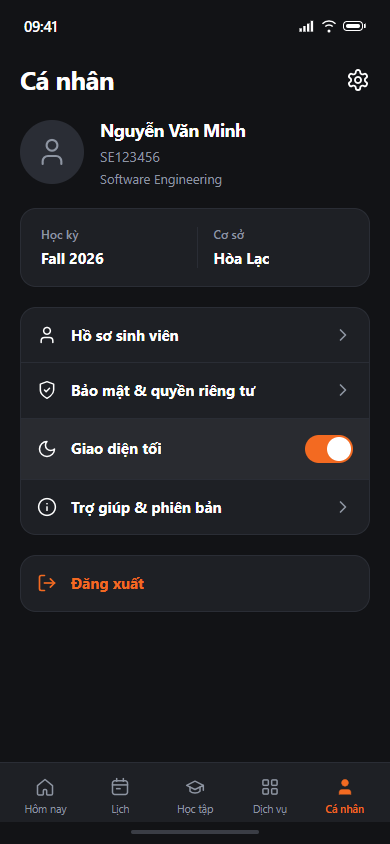 09:41
Cá nhân
Nguyễn Văn Minh
SE123456
Software Engineering
Học kỳ
Cơ sở
Fall 2026
Hòa Lạc
Hồ sơ sinh viên
Bảo mật & quyền riêng tư
Giao diện tối
Trợ giúp & phiên bản
Đăng xuất
Hôm nay
Lịch
Học tập
Dịch vụ
Cá nhân